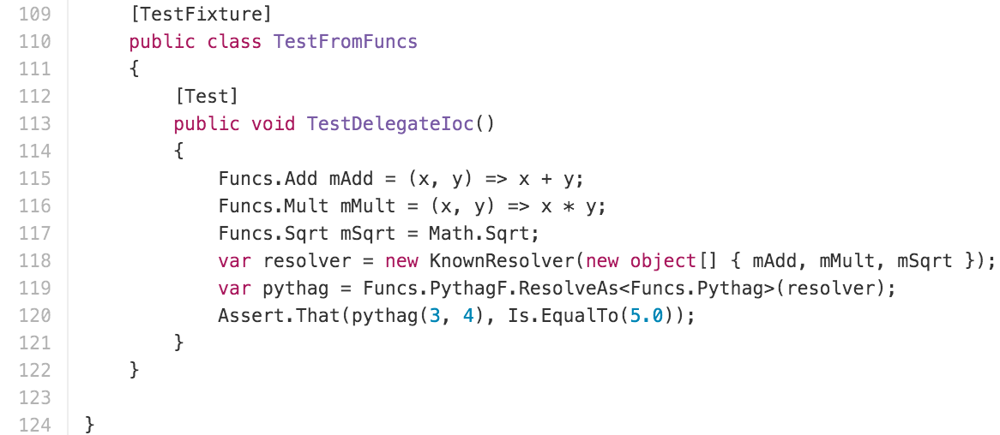 109 [TestFixture]
110 public class TestFromFuncs
111 {
112 [Test]
113 public void TestDelegateIoc()
114 {
115 Funcs.Add mAdd = (x, y) => x + y;
116 Funcs.Mult mMult = (x, y) => x * y;
117 Funcs.Sqrt mSqrt = Math.Sqrt;
118 var resolver = new KnownResolver(new object[] { mAdd, mMult, mSqrt });
119 var pythag = Funcs.PythagF.ResolveAs<Funcs.Pythag>(resolver);
120 Assert.That(pythag(3, 4), Is.EqualTo(5.0));
121 }
122 }
123
124 }